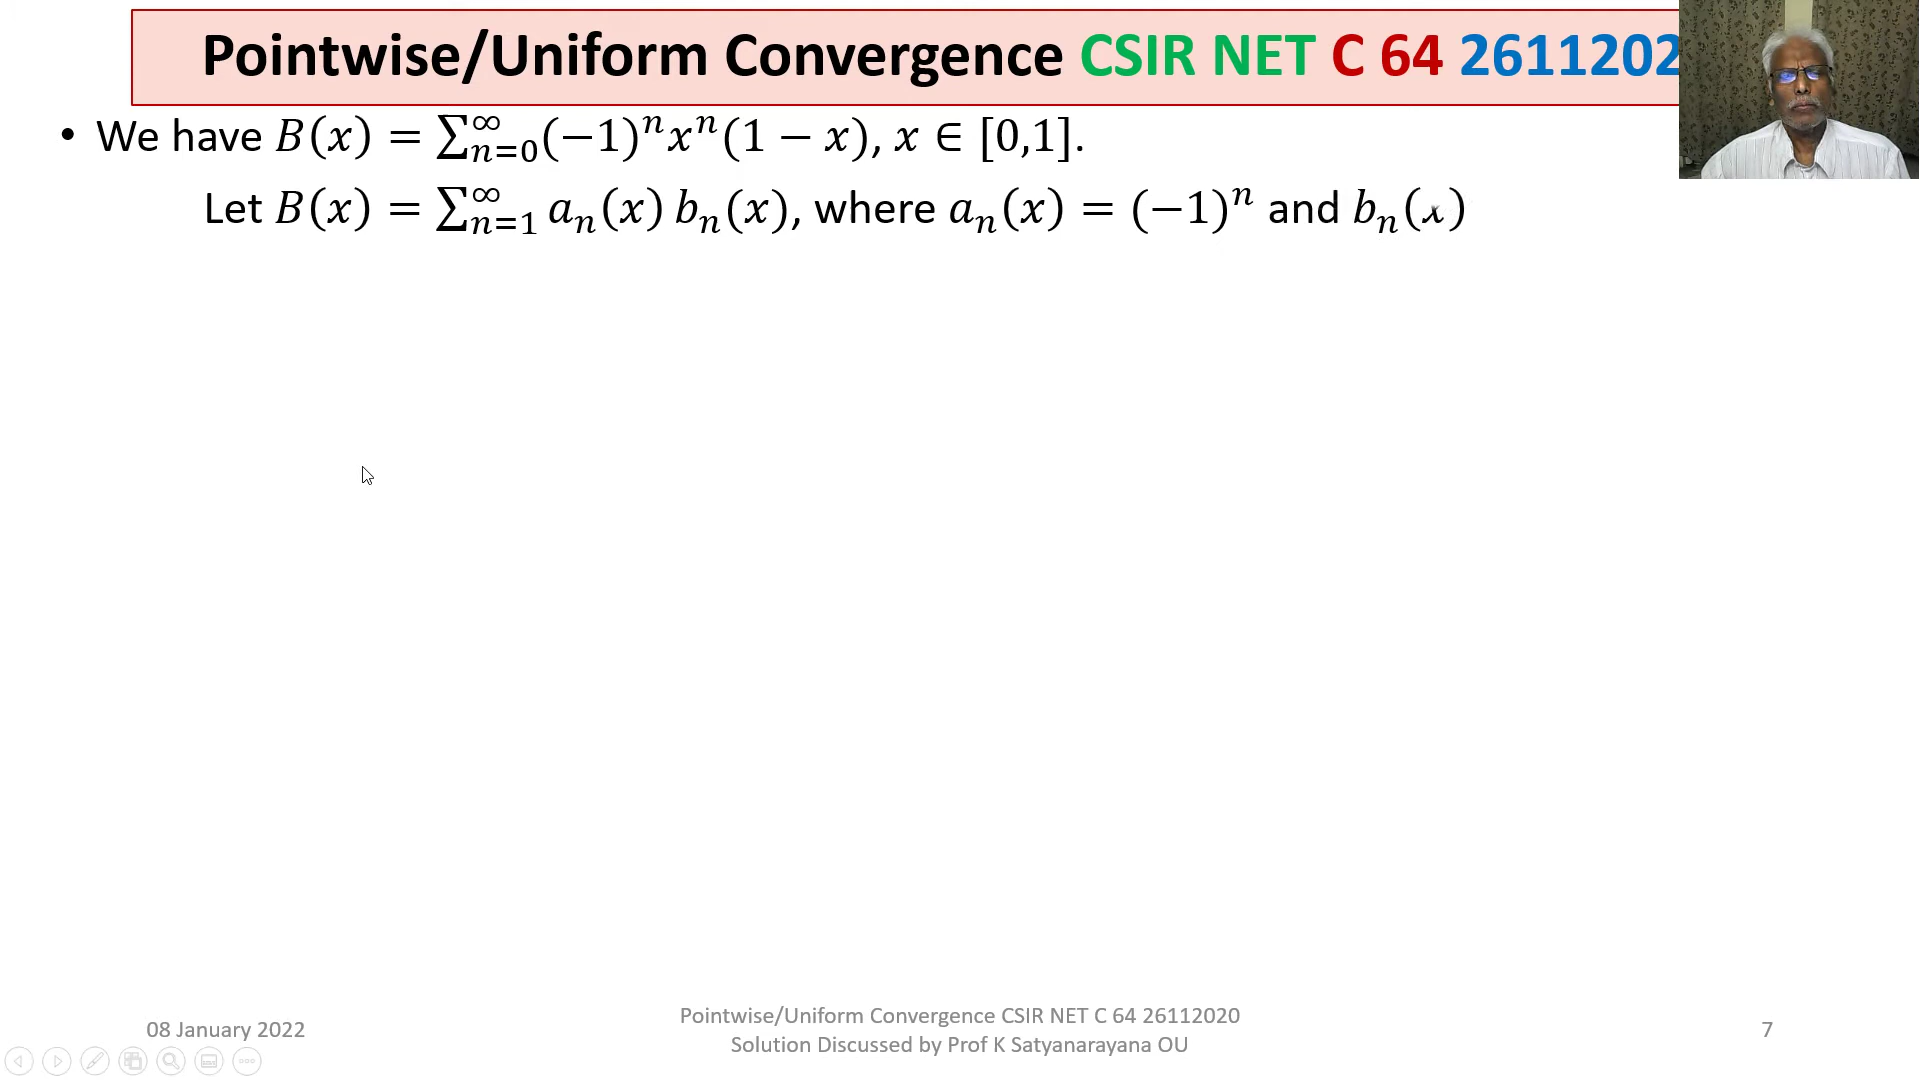 Pointwise/Uniform Convergence CSIR NET C 64 2611202
• We have B(x) = ∑_{n=0}^{∞}(−1)^n x^n(1 − x), x ∈ [0,1].
Let B(x) = ∑_{n=1}^{∞} a_n(x) b_n(x), where a_n(x) = (−1)^n and b_n(x)
08 January 2022
Pointwise/Uniform Convergence CSIR NET C 64 26112020
Solution Discussed by Prof K Satyanarayana OU
7